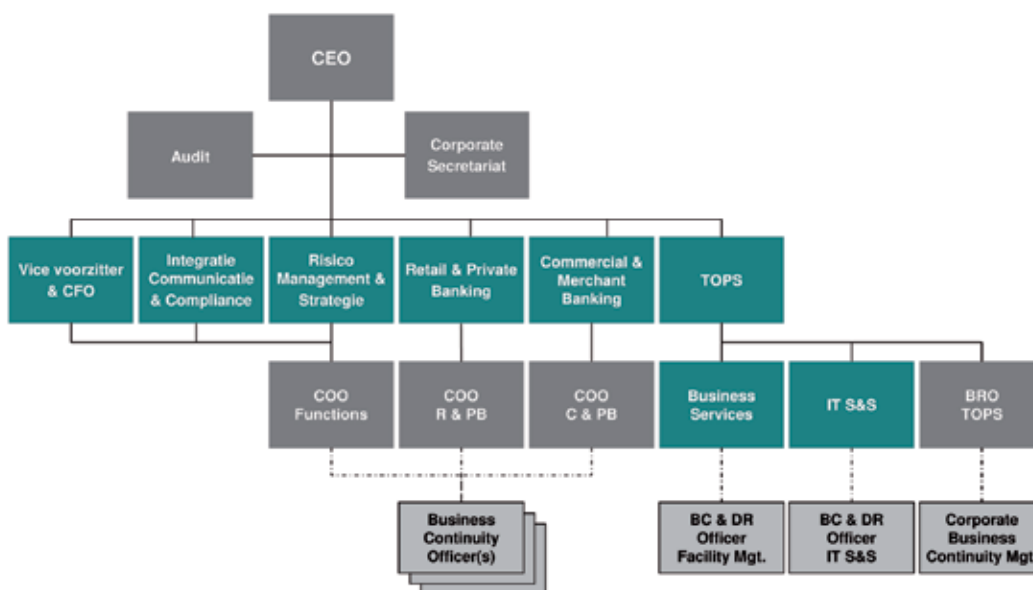 CEO
Audit
Corporate
Secretariat
Vice voorzitter
& CFO
Integratie
Communicatie
& Compliance
Risico
Management &
Strategie
Retail & Private
Banking
Commercial &
Merchant
Banking
TOPS
COO
Functions
COO
R & PB
COO
C & PB
Business
Services
IT S&S
BRO
TOPS
Business
Continuity
Officer(s)
BC & DR
Officer
Facility Mgt.
BC & DR
Officer
IT S&S
Corporate
Business
Continuity Mgt.